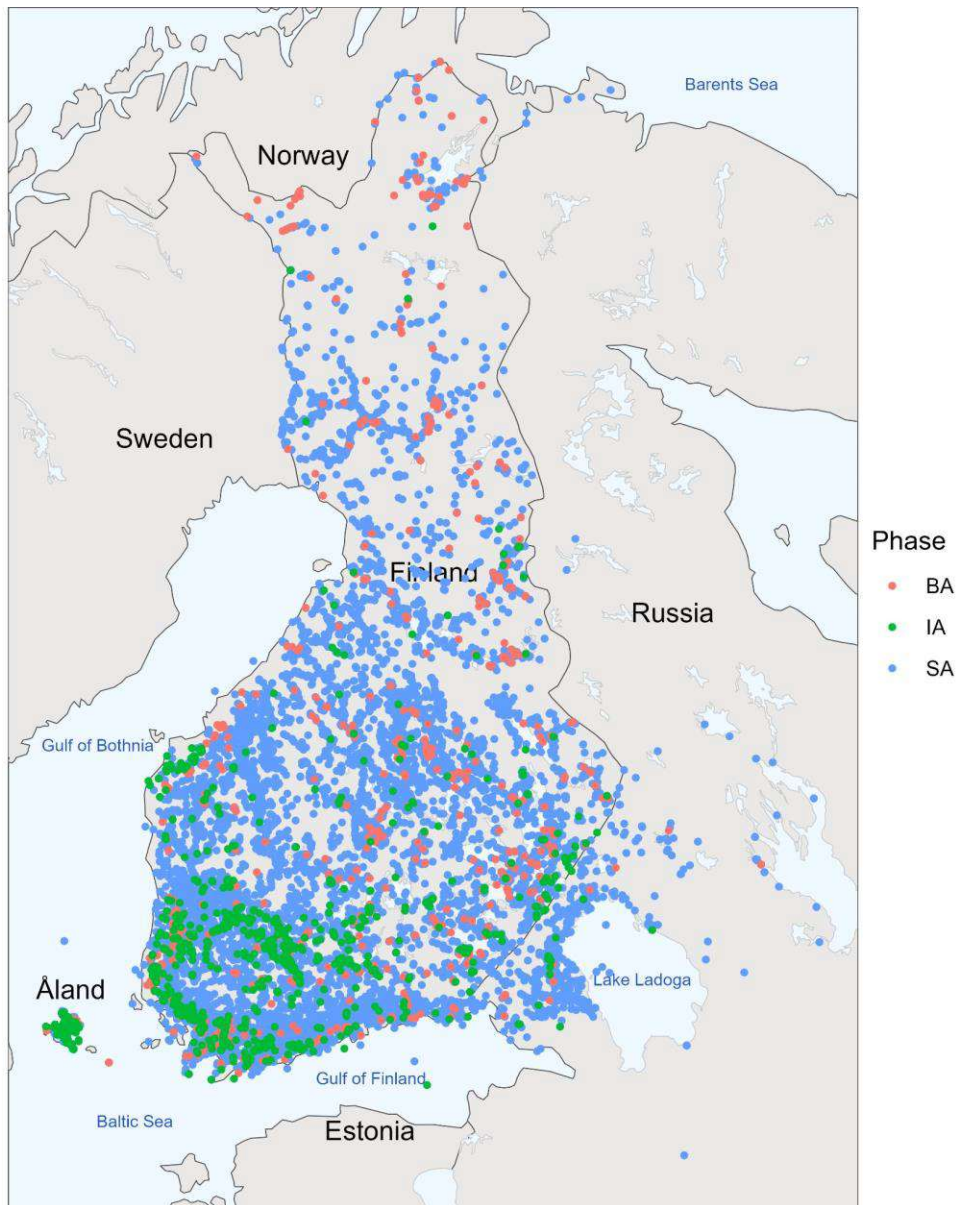 Barents Sea
Norway
Sweden
Phase
BA
IA
SA
Finland
Russia
Gulf of Bothnia
Åland
Lake Ladoga
Gulf of Finland
Baltic Sea
Estonia